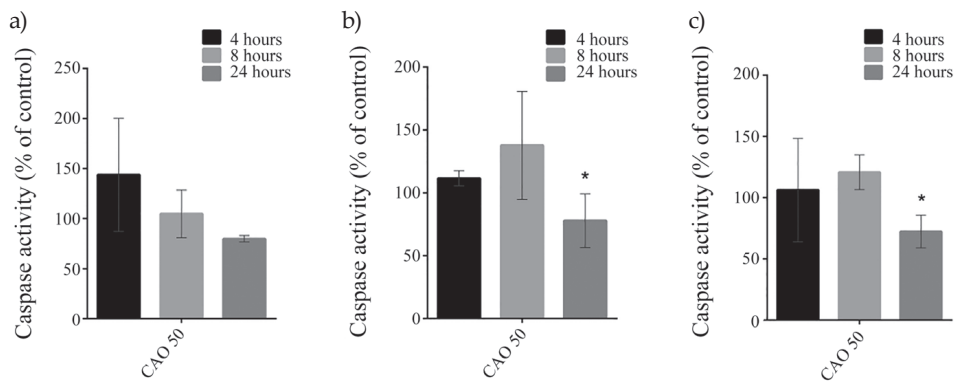 a)
4 hours
8 hours
24 hours
Caspase activity (% of control)
250
200
150
100
50
0
CAO 50
b)
4 hours
8 hours
24 hours
Caspase activity (% of control)
200
150
100
50
0
*
CAO 50
c)
4 hours
8 hours
24 hours
Caspase activity (% of control)
200
150
100
50
0
*
CAO 50